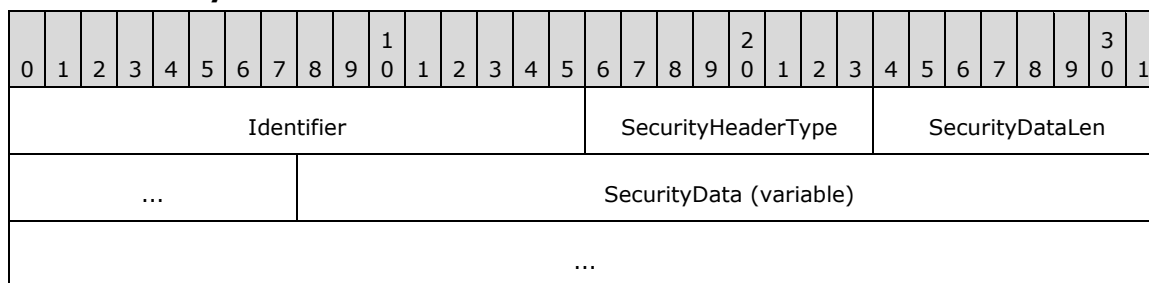 1 2 3
0 1 2 3 4 5 6 7 8 9 0 1 2 3 4 5 6 7 8 9 0 1 2 3 4 5 6 7 8 9 0 1
Identifier SecurityHeaderType SecurityDataLen
... SecurityData (variable)
...